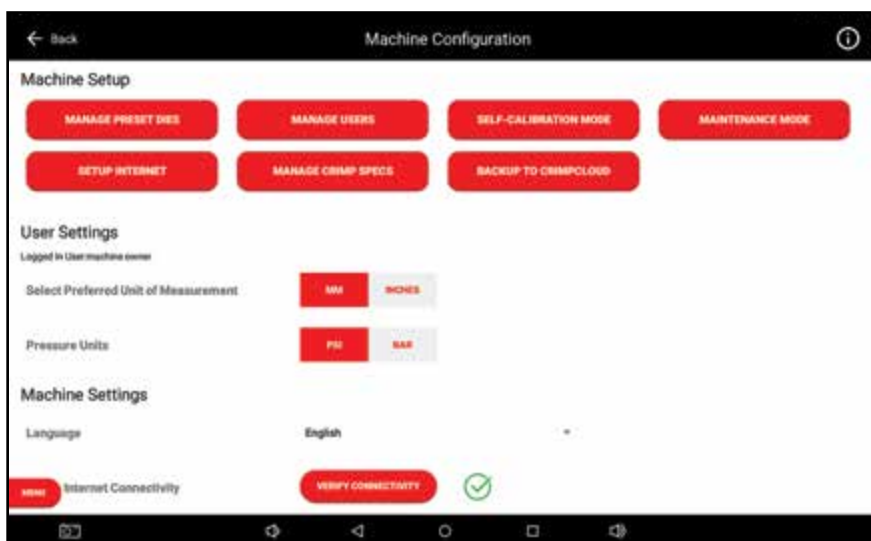 Back Machine Configuration
Machine Setup
MANAGE PRESET DIES MANAGE USERS SELF-CALIBRATION MODE MAINTENANCE MODE
SETUP INTERNET MANAGE CRIMP SPECS BACKUP TO CRIMPCLOUD
User Settings
Logged in User:machine owner
Select Preferred Unit of Measurement MM INCHES
Pressure Units PSI BAR
Machine Settings
Language English
MENU Internet Connectivity VERIFY CONNECTIVITY